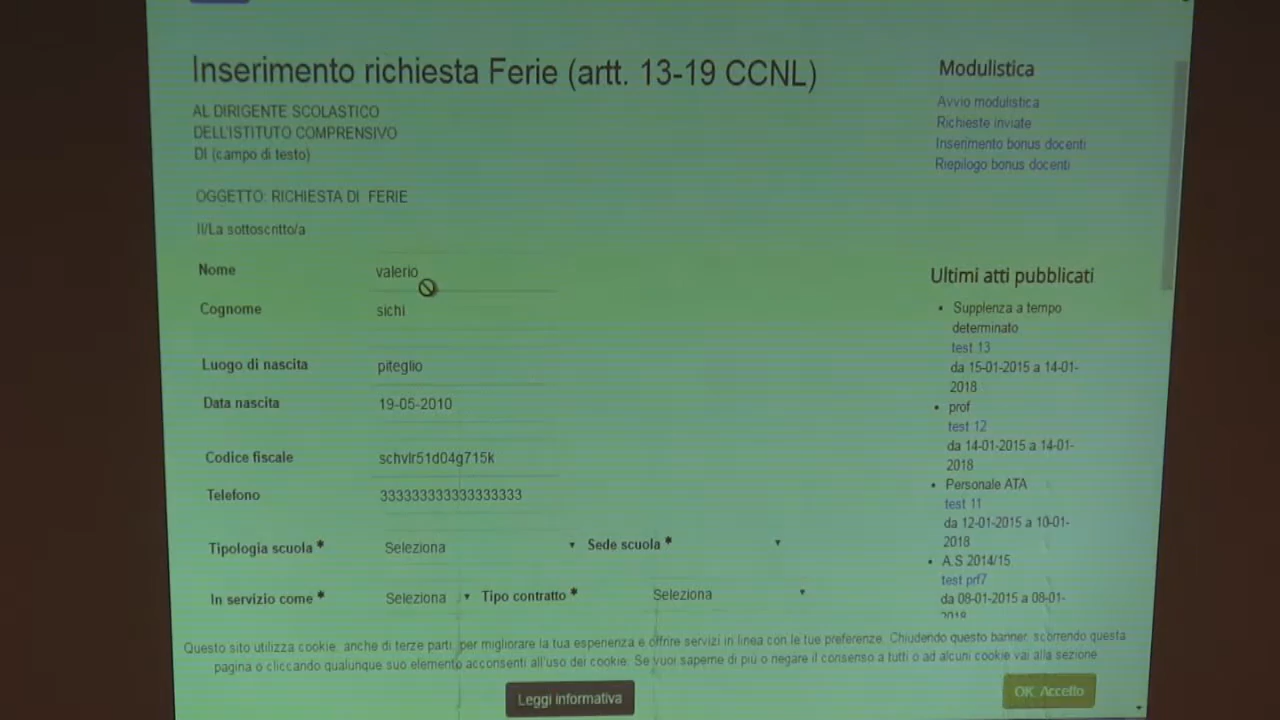 Inserimento richiesta Ferie (artt. 13-19 CCNL)
AL DIRIGENTE SCOLASTICO
DELL'ISTITUTO COMPRENSIVO
DI (campo di testo)
OGGETTO: RICHIESTA DI FERIE
Il/La sottoscritto/a
Nome valerio
Cognome sichi
Luogo di nascita piteglio
Data nascita 19-05-2010
Codice fiscale schvlr51d04g715k
Telefono 333333333333333333
Tipologia scuola * Seleziona Sede scuola *
In servizio come * Seleziona Tipo contratto * Seleziona
Modulistica
Avvio modulistica
Richieste inviate
Inserimento bonus docenti
Riepilogo bonus docenti
Ultimi atti pubblicati
• Supplenza a tempo
determinato
test 13
da 15-01-2015 a 14-01-
2018
• prof
test 12
da 14-01-2015 a 14-01-
2018
• Personale ATA
test 11
da 12-01-2015 a 10-01-
2018
• A.S 2014/15
test prf7
da 08-01-2015 a 08-01-
2018
Questo sito utilizza cookie, anche di terze parti, per migliorare la tua esperienza e offrire servizi in linea con le tue preferenze. Chiudendo questo banner, scorrendo questa
pagina o cliccando qualunque suo elemento acconsenti all'uso dei cookie. Se vuoi saperne di più o negare il consenso a tutti o ad alcuni cookie vai alla sezione
Leggi informativa
OK, Accetto